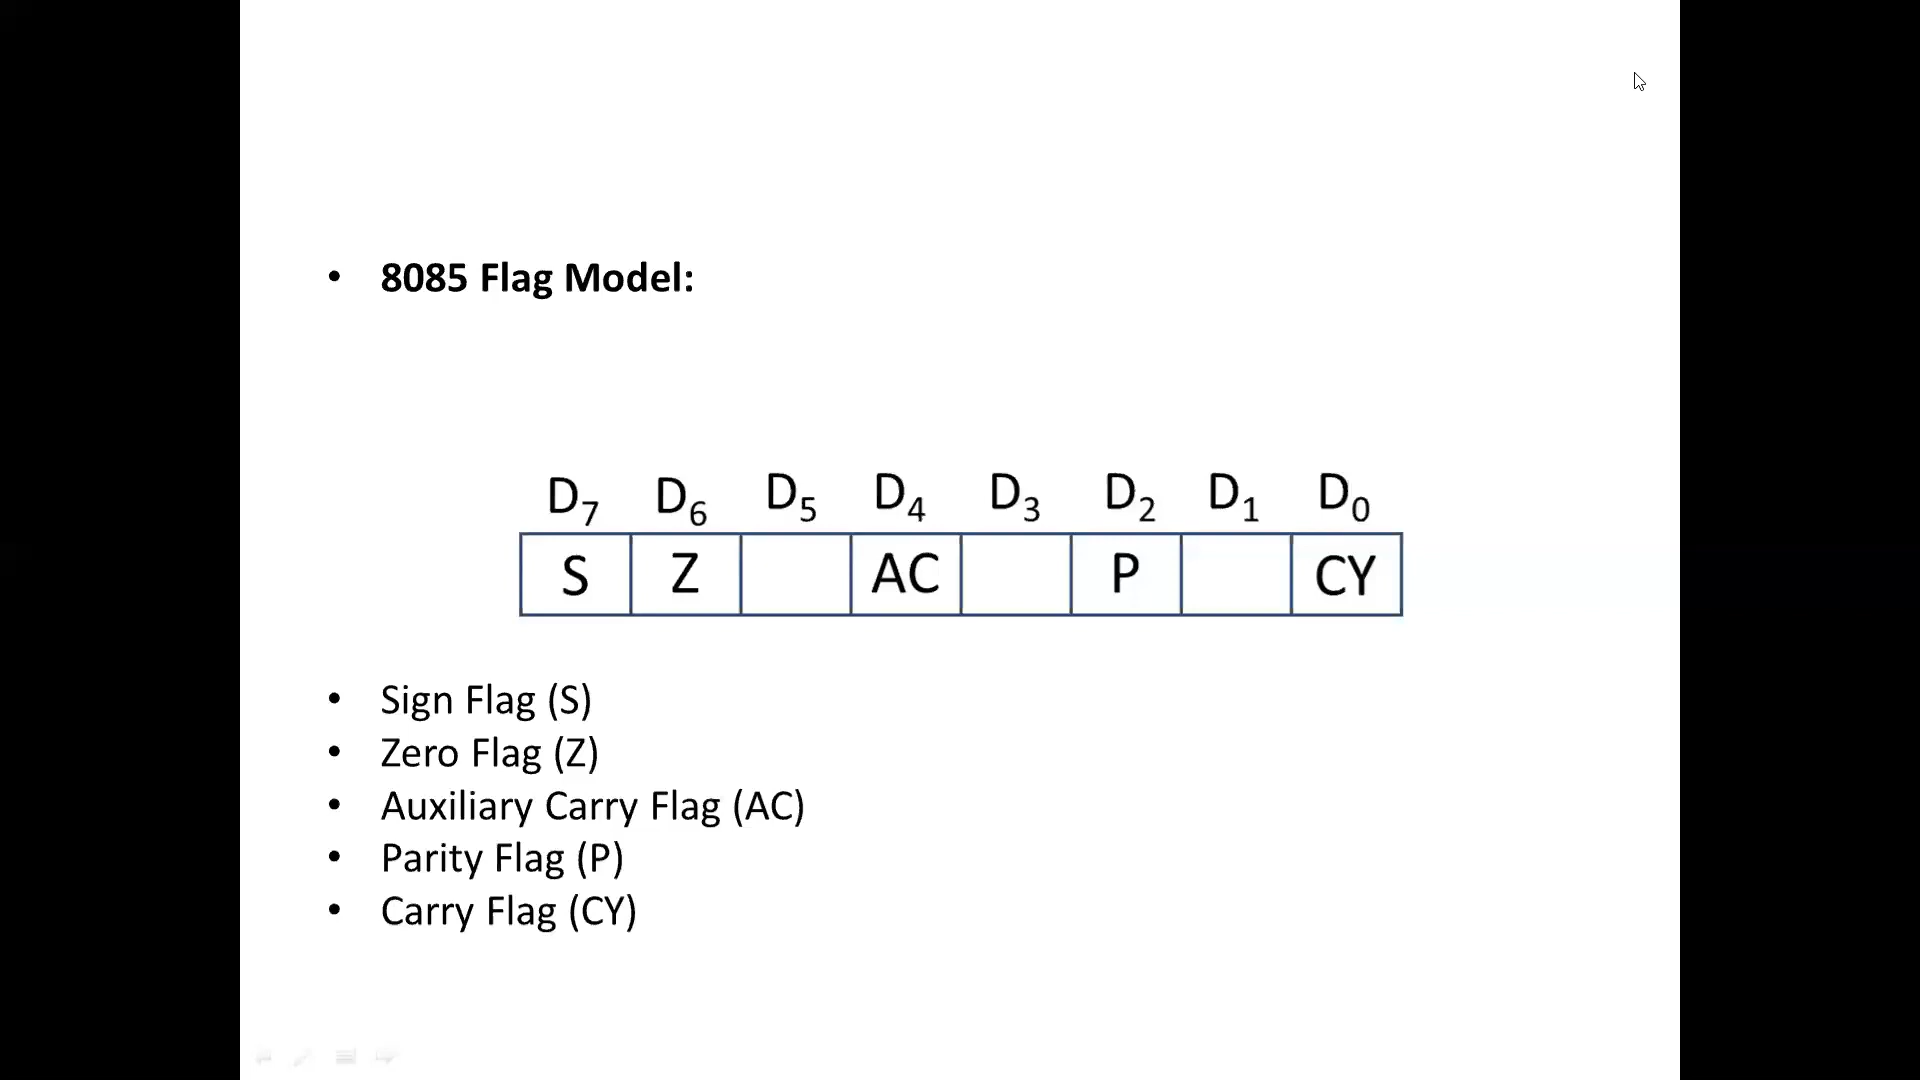 • 8085 Flag Model:
D₇ D₆ D₅ D₄ D₃ D₂ D₁ D₀
S Z AC P CY
• Sign Flag (S)
• Zero Flag (Z)
• Auxiliary Carry Flag (AC)
• Parity Flag (P)
• Carry Flag (CY)